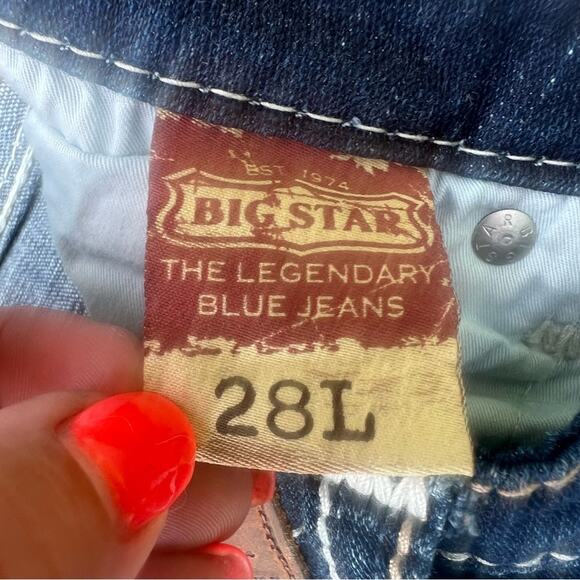 EST. 1974
BIG STAR
THE LEGENDARY
BLUE JEANS
28L